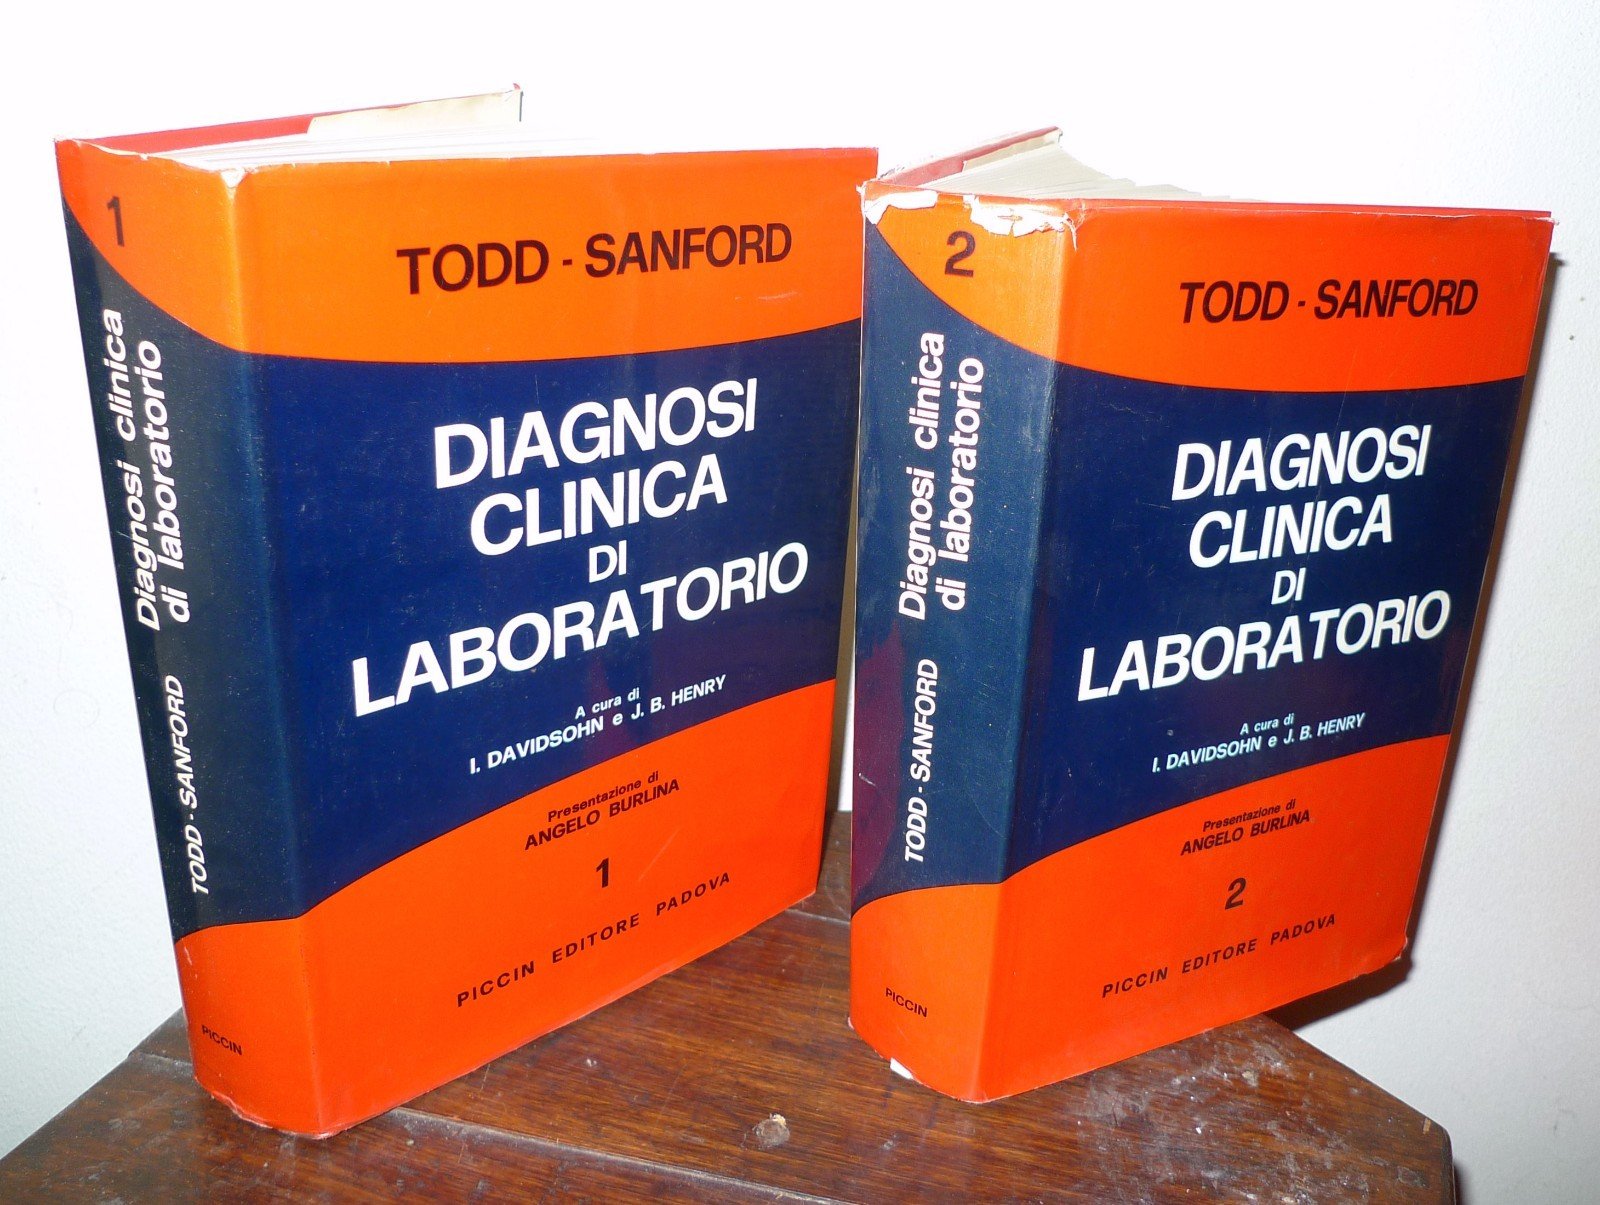 1
Diagnosi clinica
di laboratorio
TODD - SANFORD
PICCIN
TODD - SANFORD
DIAGNOSI
CLINICA
DI
LABORATORIO
A cura di
I. DAVIDSOHN e J. B. HENRY
Presentazione di
ANGELO BURLINA
1
PICCIN EDITORE PADOVA
2
Diagnosi clinica
di laboratorio
TODD - SANFORD
PICCIN
TODD - SANFORD
DIAGNOSI
CLINICA
DI
LABORATORIO
A cura di
I. DAVIDSOHN e J. B. HENRY
Presentazione di
ANGELO BURLINA
2
PICCIN EDITORE PADOVA